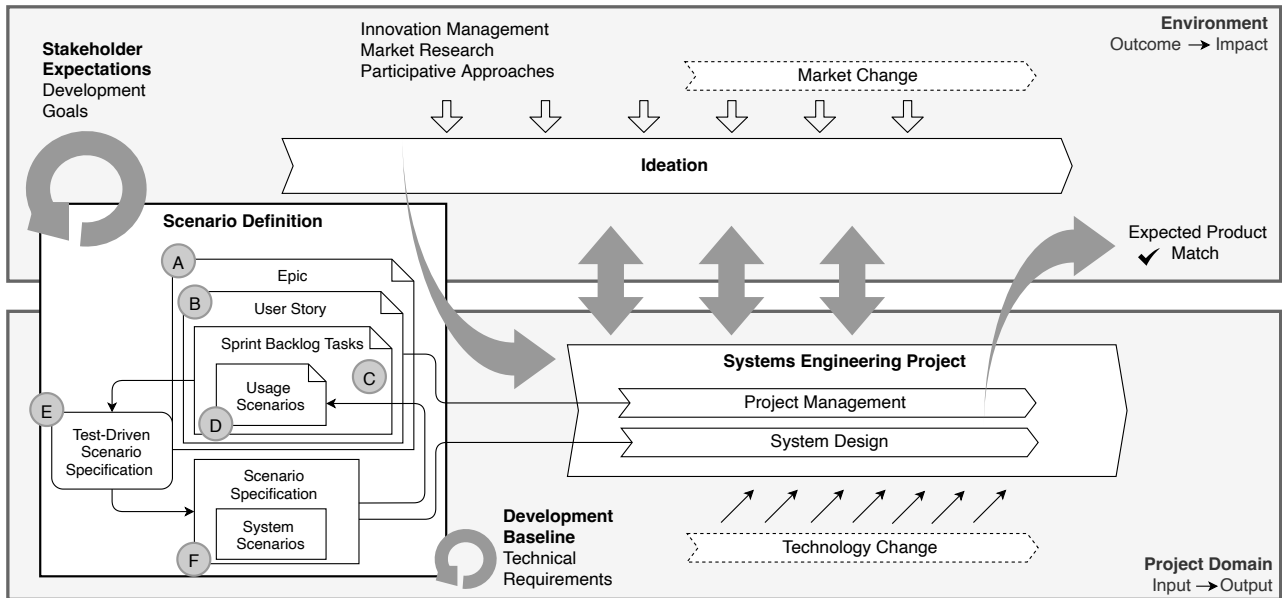 Environment
Outcome → Impact
Stakeholder
Expectations
Development
Goals
Innovation Management
Market Research
Participative Approaches
Market Change
Ideation
Scenario Definition
A
Epic
B
User Story
Sprint Backlog Tasks
C
Usage
Scenarios
D
E
Test-Driven
Scenario
Specification
Scenario
Specification
System
Scenarios
F
Expected Product
Match
Systems Engineering Project
Project Management
System Design
Development
Baseline
Technical
Requirements
Technology Change
Project Domain
Input → Output